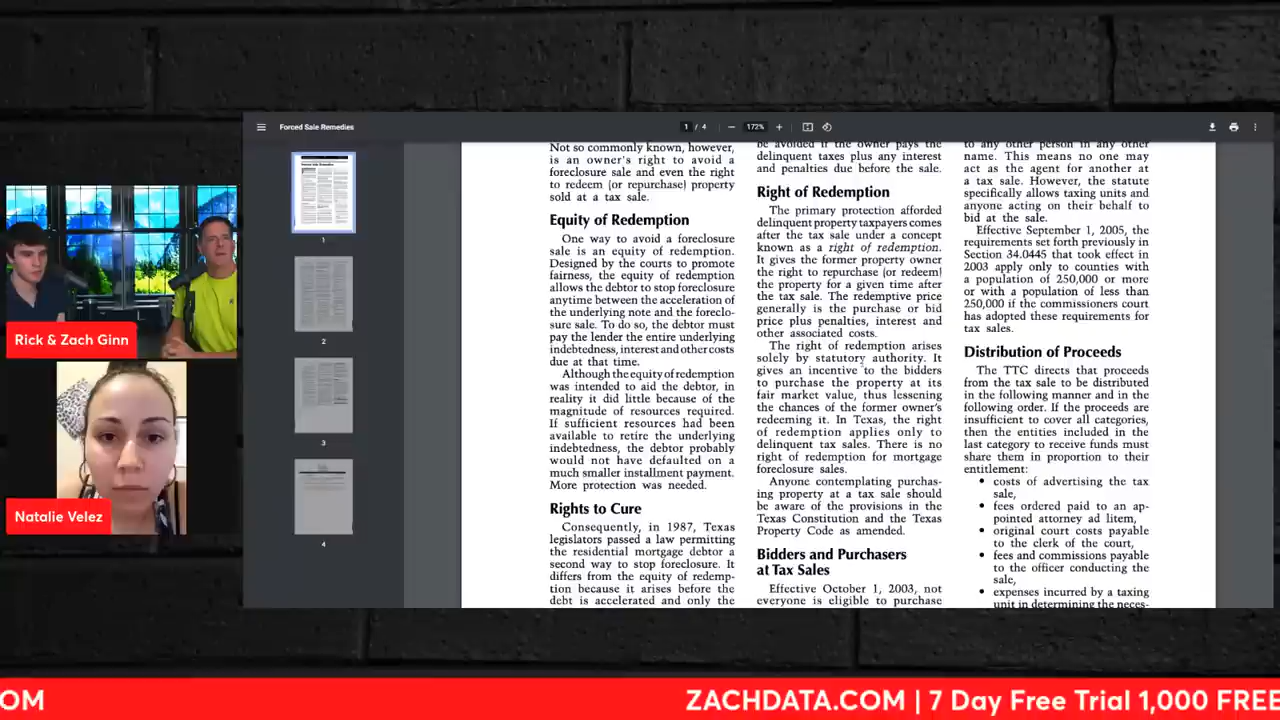 Forced Sale Remedies
1 / 4
172%
1
2
3
4
Rick & Zach Ginn
Natalie Velez
Not so commonly known, however,
is an owner's right to avoid a
foreclosure sale and even the right
to redeem (or repurchase) property
sold at a tax sale.
Equity of Redemption
One way to avoid a foreclosure
sale is an equity of redemption.
Designed by the courts to promote
fairness, the equity of redemption
allows the debtor to stop foreclosure
anytime between the acceleration of
the underlying note and the foreclo-
sure sale. To do so, the debtor must
pay the lender the entire underlying
indebtedness, interest and other costs
due at that time.
Although the equity of redemption
was intended to aid the debtor, in
reality it did little because of the
magnitude of resources required.
If sufficient resources had been
available to retire the underlying
indebtedness, the debtor probably
would not have defaulted on a
much smaller installment payment.
More protection was needed.
Rights to Cure
Consequently, in 1987, Texas
legislators passed a law permitting
the residential mortgage debtor a
second way to stop foreclosure. It
differs from the equity of redemp-
tion because it arises before the
debt is accelerated and only the
be avoided if the owner pays the
delinquent taxes plus any interest
and penalties due before the sale.
Right of Redemption
The primary protection afforded
delinquent property taxpayers comes
after the tax sale under a concept
known as a right of redemption.
It gives the former property owner
the right to repurchase (or redeem)
the property for a given time after
the tax sale. The redemptive price
generally is the purchase or bid
price plus penalties, interest and
other associated costs.
The right of redemption arises
solely by statutory authority. It
gives an incentive to the bidders
to purchase the property at its
fair market value, thus lessening
the chances of the former owner's
redeeming it. In Texas, the right
of redemption applies only to
delinquent tax sales. There is no
right of redemption for mortgage
foreclosure sales.
Anyone contemplating purchas-
ing property at a tax sale should
be aware of the provisions in the
Texas Constitution and the Texas
Property Code as amended.
Bidders and Purchasers
at Tax Sales
Effective October 1, 2003, not
everyone is eligible to purchase
to any other person in any other
name. This means no one may
act as the agent for another at
a tax sale. However, the statute
specifically allows taxing units and
anyone acting on their behalf to
bid at the sale.
Effective September 1, 2005, the
requirements set forth previously in
Section 34.0445 that took effect in
2003 apply only to counties with
a population of 250,000 or more
or with a population of less than
250,000 if the commissioners court
has adopted these requirements for
tax sales.
Distribution of Proceeds
The TTC directs that proceeds
from the tax sale to be distributed
in the following manner and in the
following order. If the proceeds are
insufficient to cover all categories,
then the entities included in the
last category to receive funds must
share them in proportion to their
entitlement:
• costs of advertising the tax
sale,
• fees ordered paid to an ap-
pointed attorney ad litem,
• original court costs payable
to the clerk of the court,
• fees and commissions payable
to the officer conducting the
sale,
• expenses incurred by a taxing
unit in determining the neces-
OM
ZACHDATA.COM | 7 Day Free Trial 1,000 FREE